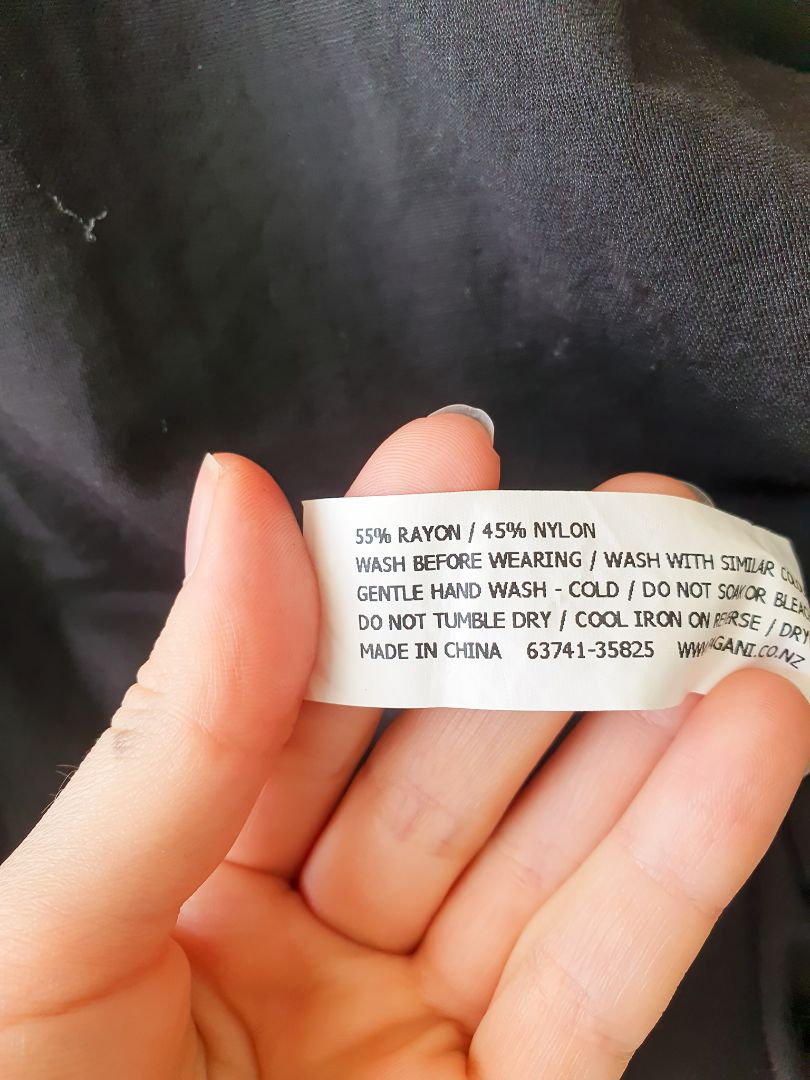 55% RAYON / 45% NYLON
WASH BEFORE WEARING / WASH WITH SIMILAR
GENTLE HAND WASH - COLD / DO NOT SOAK OR
DO NOT TUMBLE DRY / COOL IRON ON REVERSE / DRY
MADE IN CHINA 63741-35825